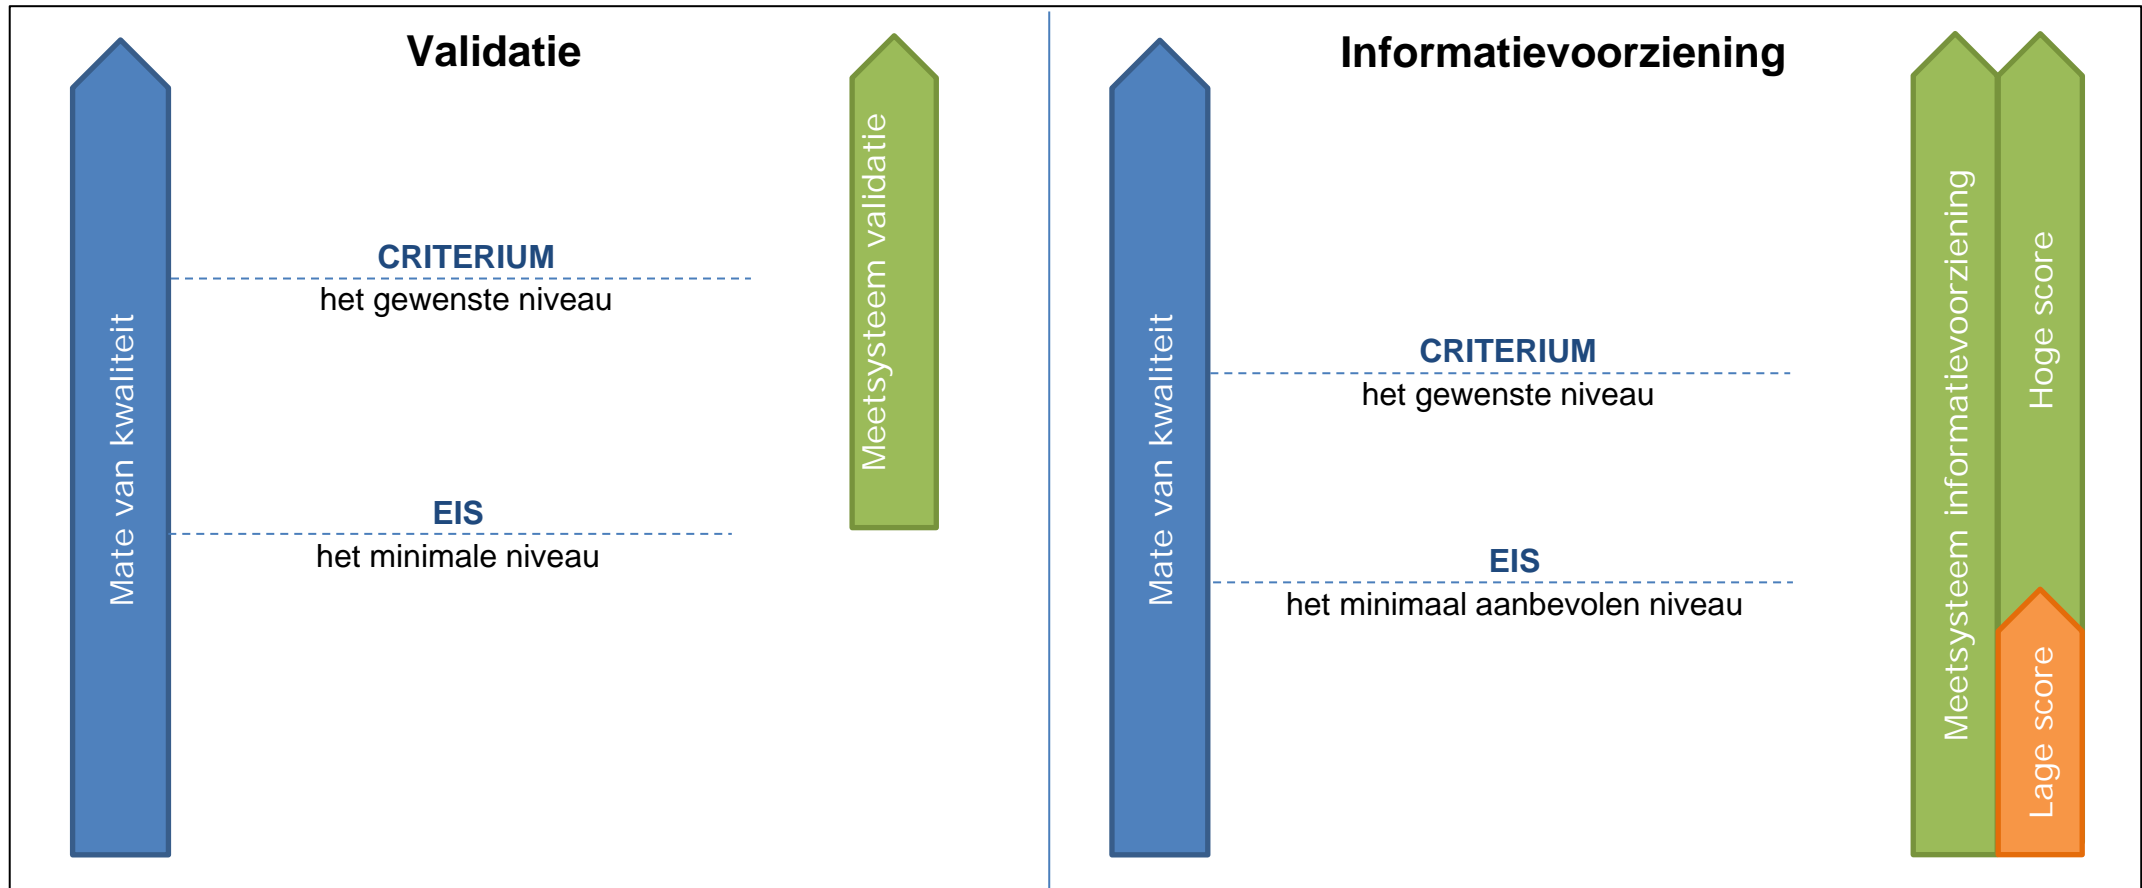 Validatie
Mate van kwaliteit
CRITERIUM
het gewenste niveau
EIS
het minimale niveau
Meetsysteem validatie
Informatievoorziening
Mate van kwaliteit
CRITERIUM
het gewenste niveau
EIS
het minimaal aanbevolen niveau
Meetsysteem informatievoorziening
Hoge score
Lage score